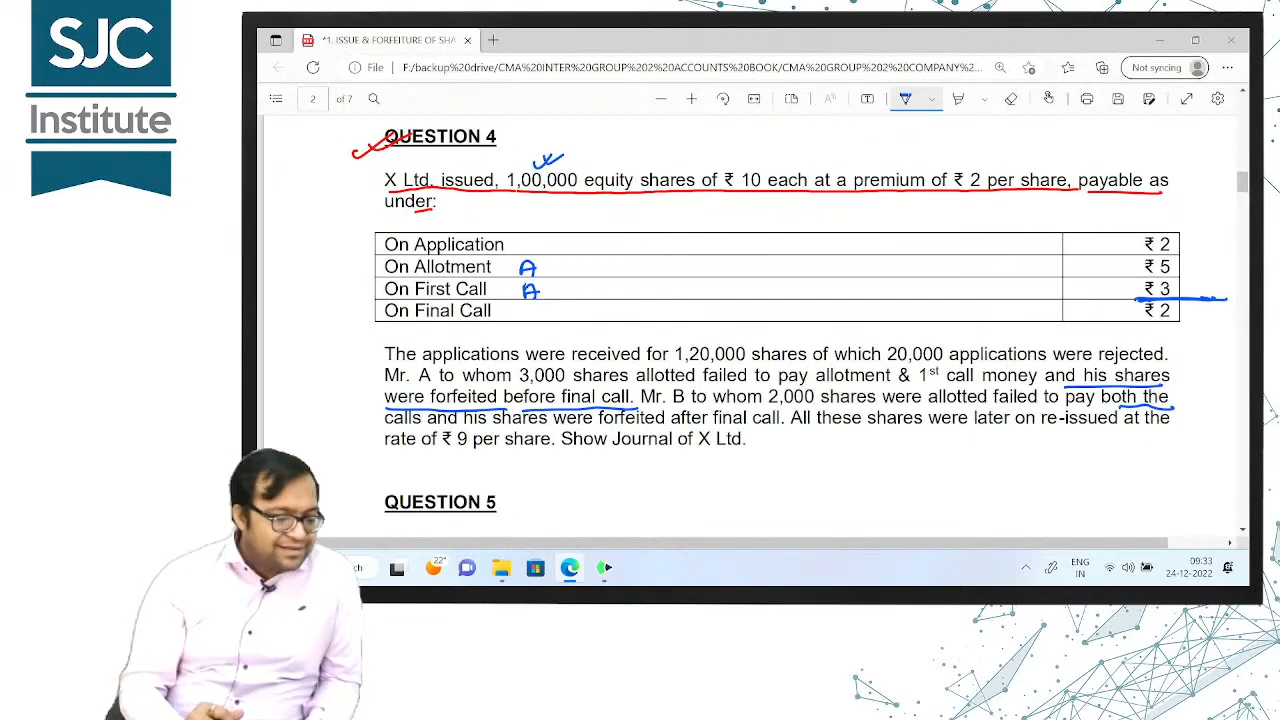 SJC
Institute
*1. ISSUE & FORFEITURE OF SHA
File
F:/backup%20drive/CMA%20INTER%20GROUP%202%20ACCOUNTS%20BOOK/CMA%20GROUP%202%20COMPANY_...
Not syncing
2 of 7
QUESTION 4
X Ltd. issued, 1,00,000 equity shares of ₹ 10 each at a premium of ₹ 2 per share, payable as
under:
On Application ₹ 2
On Allotment A ₹ 5
On First Call A ₹ 3
On Final Call ₹ 2
The applications were received for 1,20,000 shares of which 20,000 applications were rejected.
Mr. A to whom 3,000 shares allotted failed to pay allotment & 1st call money and his shares
were forfeited before final call. Mr. B to whom 2,000 shares were allotted failed to pay both the
calls and his shares were forfeited after final call. All these shares were later on re-issued at the
rate of ₹ 9 per share. Show Journal of X Ltd.
QUESTION 5
ch
22°
ENG
IN
09:33
24-12-2022